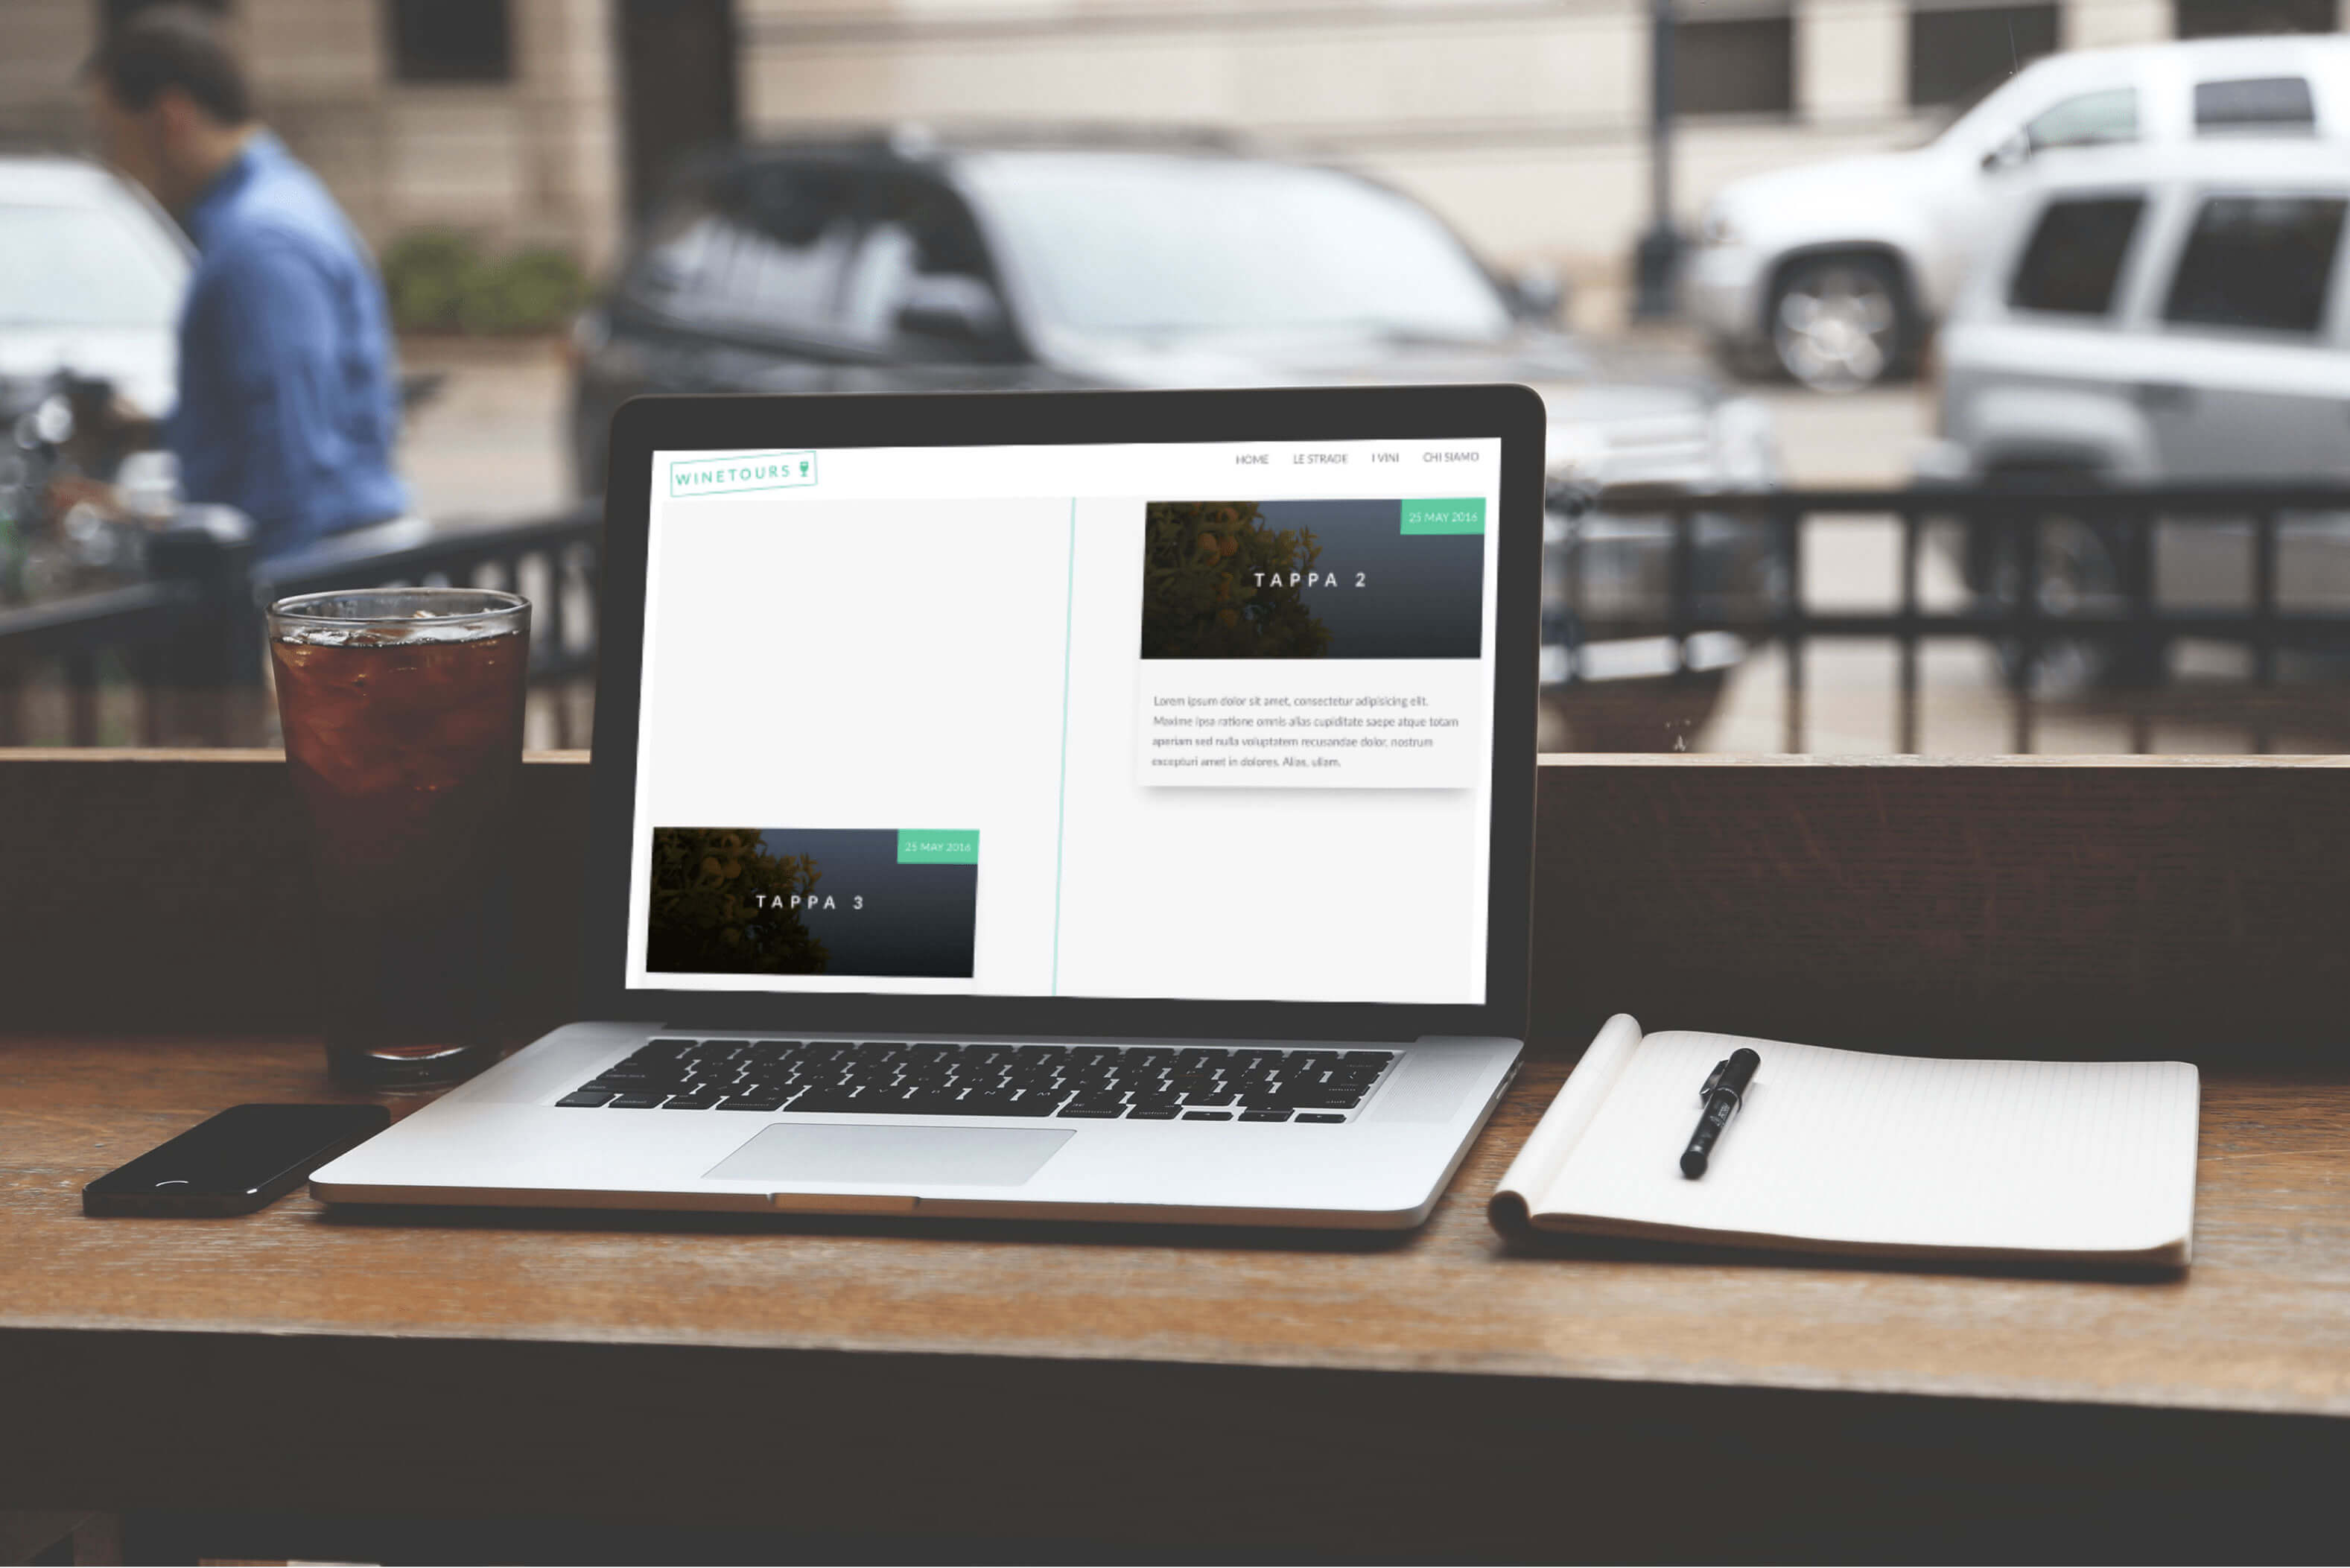 WINETOURS
HOME LE STRADE I VINI CHI SIAMO
25 MAY 2016
TAPPA 2
Lorem ipsum dolor sit amet, consectetur adipisicing elit.
Maxime ipsa ratione omnis alias cupiditate saepe atque totam
aperiam sed nulla voluptatem recusandae dolor, nostrum
excepturi amet in dolores. Alias, ullam.
25 MAY 2016
TAPPA 3